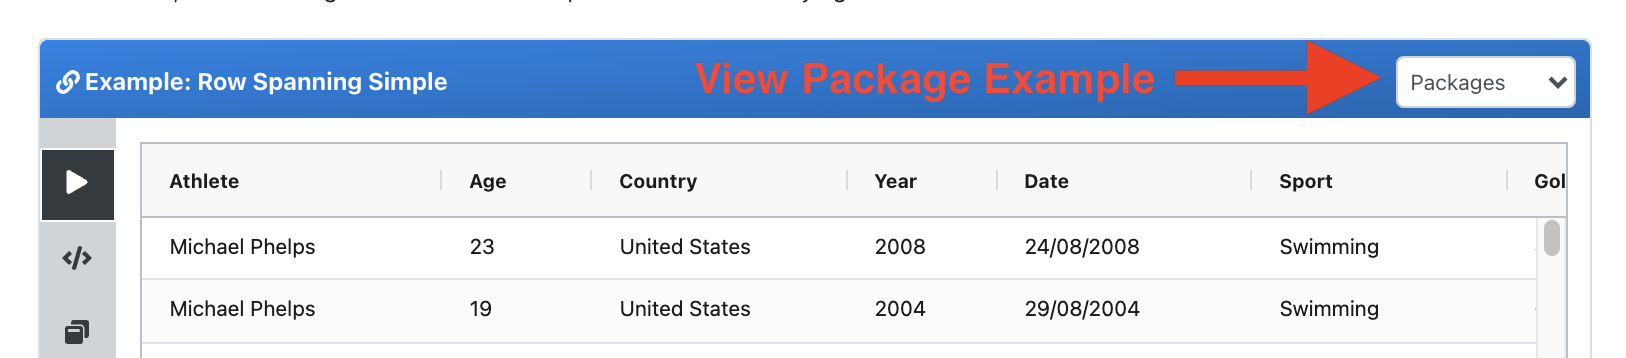 Example: Row Spanning Simple
View Package Example
Packages
Athlete Age Country Year Date Sport Gol
Michael Phelps 23 United States 2008 24/08/2008 Swimming
Michael Phelps 19 United States 2004 29/08/2004 Swimming